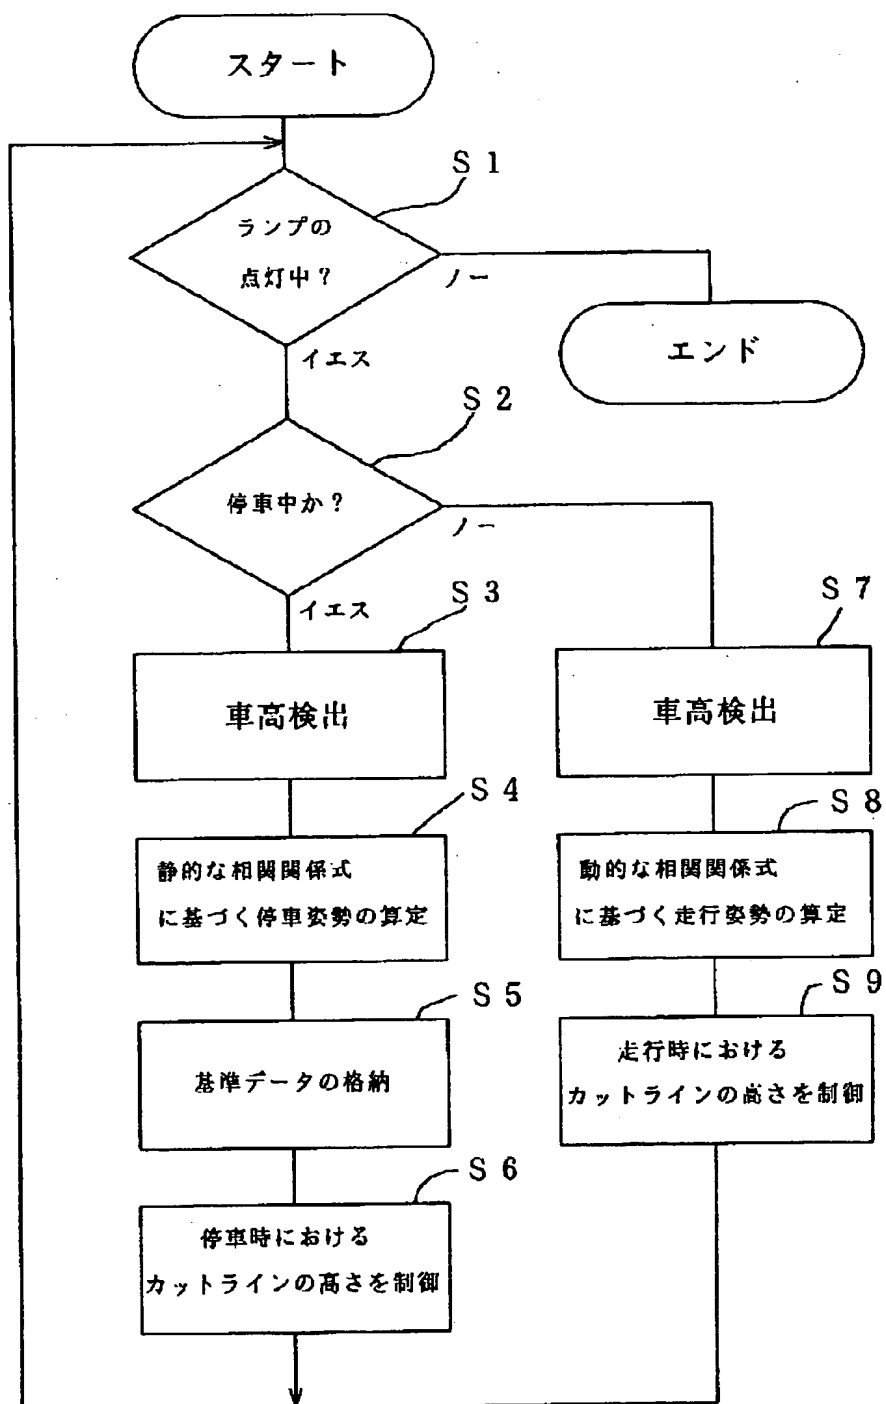 スタート
S 1
ランプの
点灯中？
ノー
エンド
イエス
S 2
停車中か？
ノー
イエス
S 3
車高検出
S 4
静的な相関関係式
に基づく停車姿勢の算定
S 5
基準データの格納
S 6
停車時における
カットラインの高さを制御
S 7
車高検出
S 8
動的な相関関係式
に基づく走行姿勢の算定
S 9
走行時における
カットラインの高さを制御